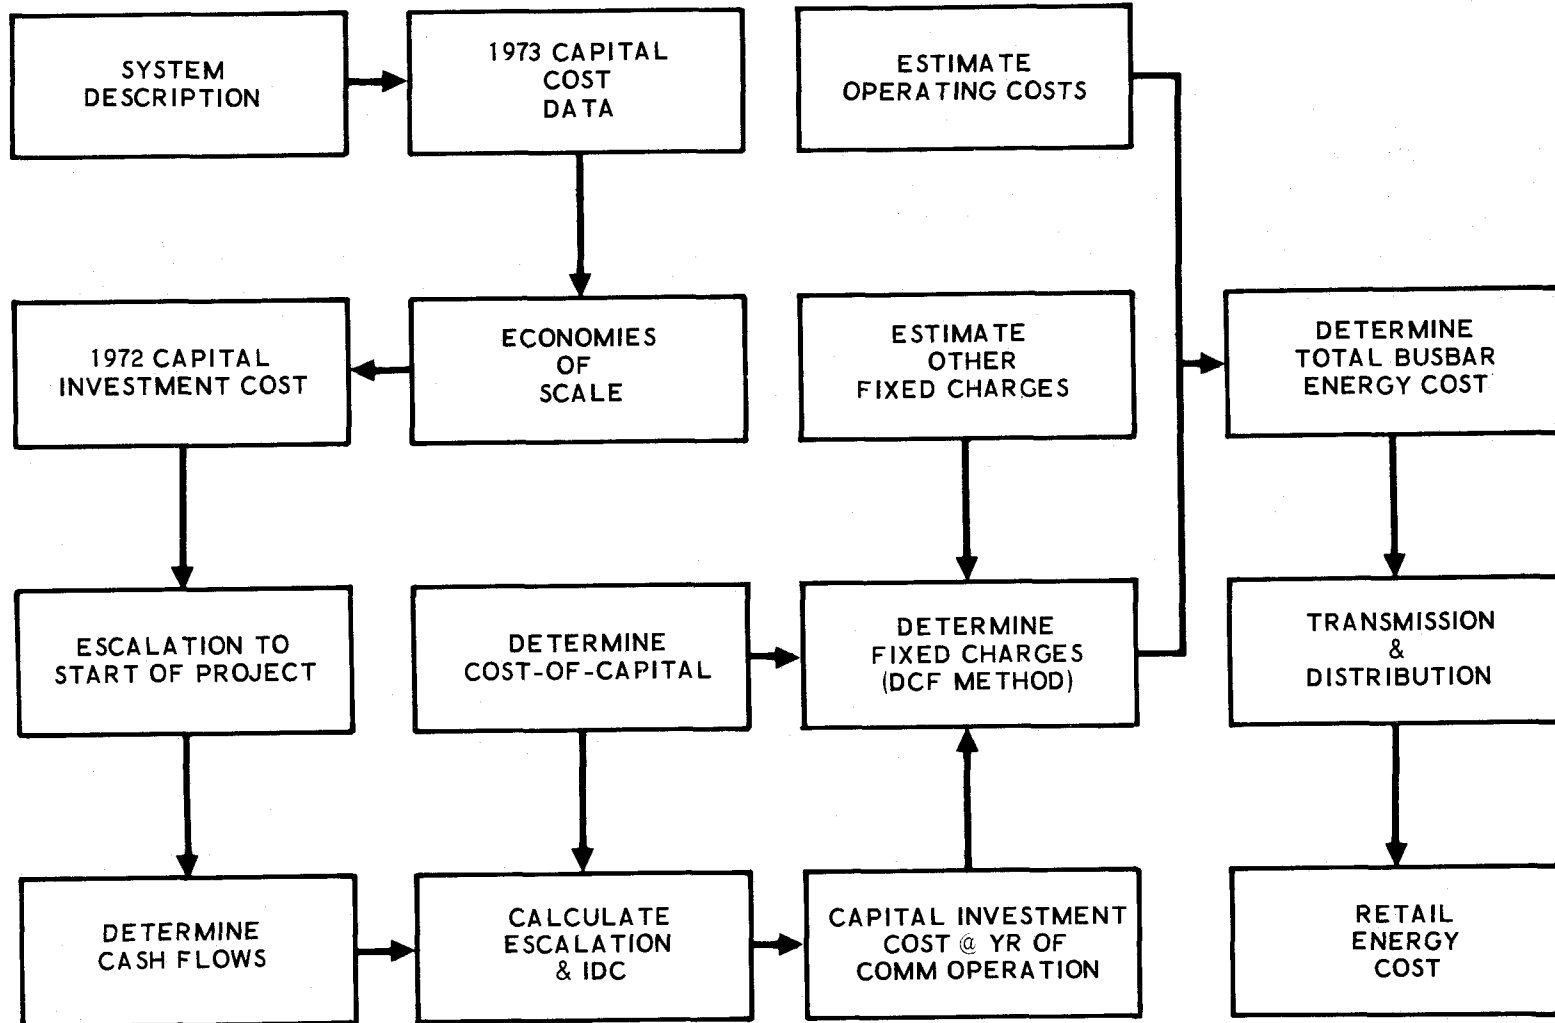 SYSTEM
DESCRIPTION
1973 CAPITAL
COST
DATA
ESTIMATE
OPERATING COSTS
1972 CAPITAL
INVESTMENT COST
ECONOMIES
OF
SCALE
ESTIMATE
OTHER
FIXED CHARGES
DETERMINE
TOTAL BUSBAR
ENERGY COST
ESCALATION TO
START OF PROJECT
DETERMINE
COST-OF-CAPITAL
DETERMINE
FIXED CHARGES
(DCF METHOD)
TRANSMISSION
&
DISTRIBUTION
DETERMINE
CASH FLOWS
CALCULATE
ESCALATION
& IDC
CAPITAL INVESTMENT
COST @ YR OF
COMM OPERATION
RETAIL
ENERGY
COST